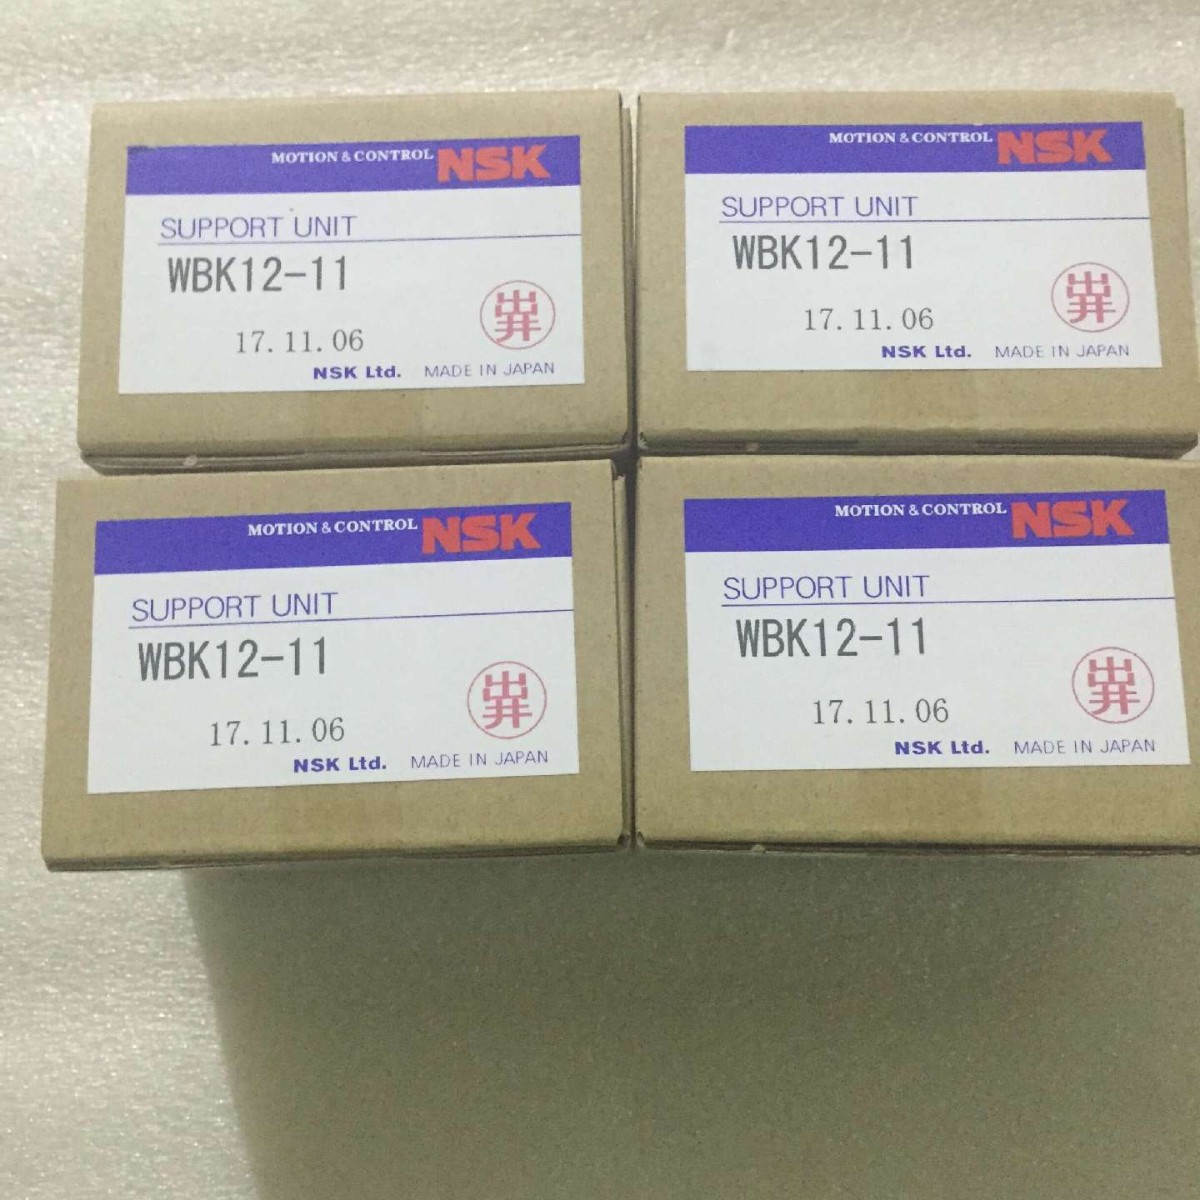 MOTION & CONTROL NSK
SUPPORT UNIT
WBK12-11
17.11.06
NSK Ltd. MADE IN JAPAN
MOTION & CONTROL NSK
SUPPORT UNIT
WBK12-11
17.11.06
NSK Ltd. MADE IN JAPAN
MOTION & CONTROL NSK
SUPPORT UNIT
WBK12-11
17.11.06
NSK Ltd. MADE IN JAPAN
MOTION & CONTROL NSK
SUPPORT UNIT
WBK12-11
17.11.06
NSK Ltd. MADE IN JAPAN